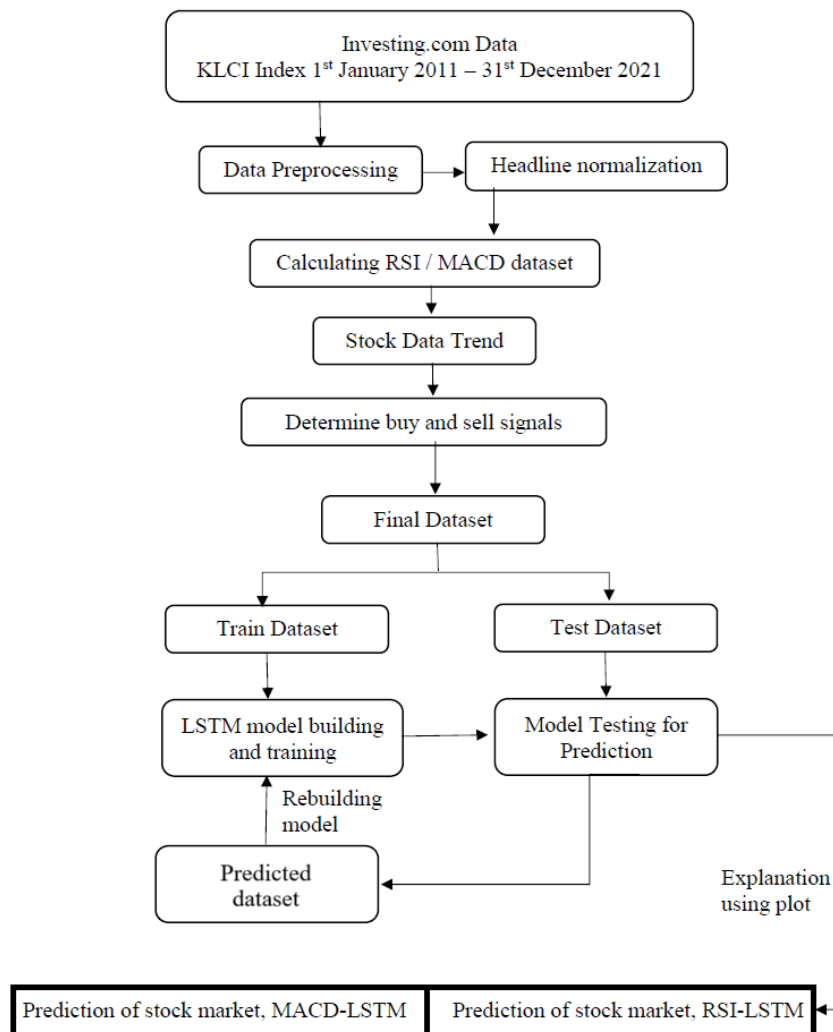 Investing.com Data
KLCI Index 1st January 2011 – 31st December 2021
Data Preprocessing
Headline normalization
Calculating RSI / MACD dataset
Stock Data Trend
Determine buy and sell signals
Final Dataset
Train Dataset
Test Dataset
LSTM model building
and training
Model Testing for
Prediction
Rebuilding
model
Predicted
dataset
Explanation
using plot
Prediction of stock market, MACD-LSTM
Prediction of stock market, RSI-LSTM